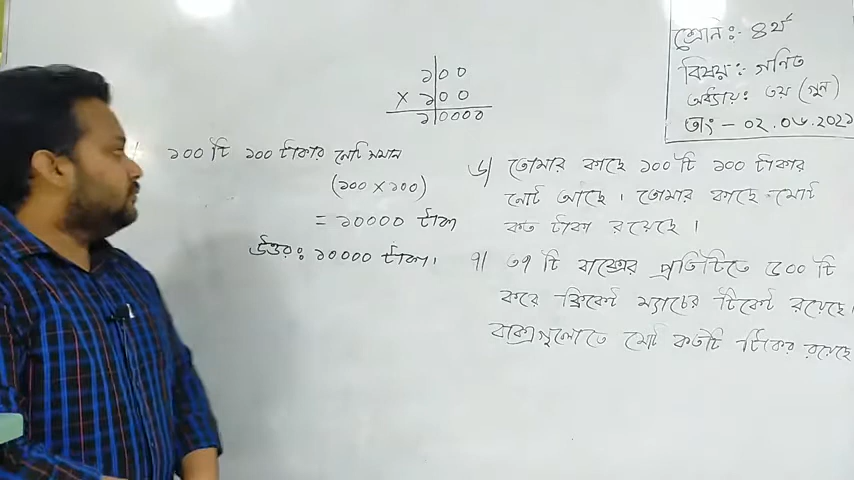 শ্রেণি:- ৪র্থ
বিষয়: গণিত
অধ্যায়: ৩য় (গুন)
তাং - ০২.০৬.২০২১
১০০
× ১০০
১০০০০
১০০টি ১০০ টাকার নোট সমান
(১০০ × ১০০)
= ১০০০০ টাকা
উত্তর: ১০০০০ টাকা।
৬| তোমার কাছে ১০০টি ১০০ টাকার
নোট আছে। তোমার কাছে মোট
কত টাকা রয়েছে।
৭| ৩৭টি বাক্সের প্রতিটিতে ৫০০টি
করে ক্রিকেট ম্যাচের টিকেট রয়েছে।
বাক্সগুলোতে মোট কতটি টিকেট রয়েছে